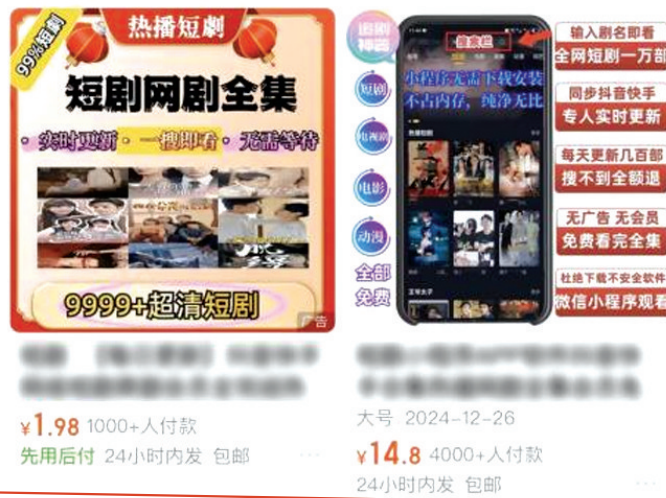 99%短剧
热播短劇
短剧网剧全集
·实时更新·一搜即看·无需等待
9999+超清短剧
广告
¥1.98 1000+人付款
先用后付 24小时内发 包邮
追剧神器
短剧
电视剧
电影
动漫
全部
免费
搜索栏
小程序无需下载安装
不占内存，纯净无比
热播短剧
输入剧名即看
全网短剧一万部
同步抖音快手
专人实时更新
每天更新几百部
搜不到全额退
无广告 无会员
免费看完全集
杜绝下载不安全软件
微信小程序观看
大号 2024-12-26
¥14.8 4000+人付款
24小时内发 包邮